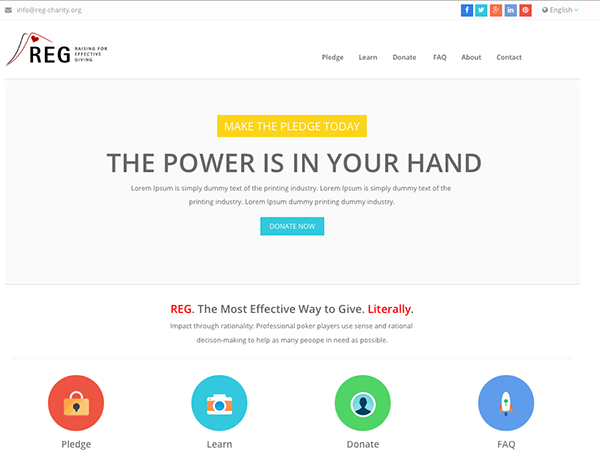 info@reg-charity.org
English
REG RAISING FOR EFFECTIVE GIVING
Pledge Learn Donate FAQ About Contact
MAKE THE PLEDGE TODAY
THE POWER IS IN YOUR HAND
Lorem Ipsum is simply dummy text of the printing industry. Lorem Ipsum is simply dummy text of the
printing industry. Lorem Ipsum dummy printing dummy industry.
DONATE NOW
REG. The Most Effective Way to Give. Literally.
Impact through rationality: Professional poker players use sense and rational
decison-making to help as many peoope in need as possible.
Pledge Learn Donate FAQ